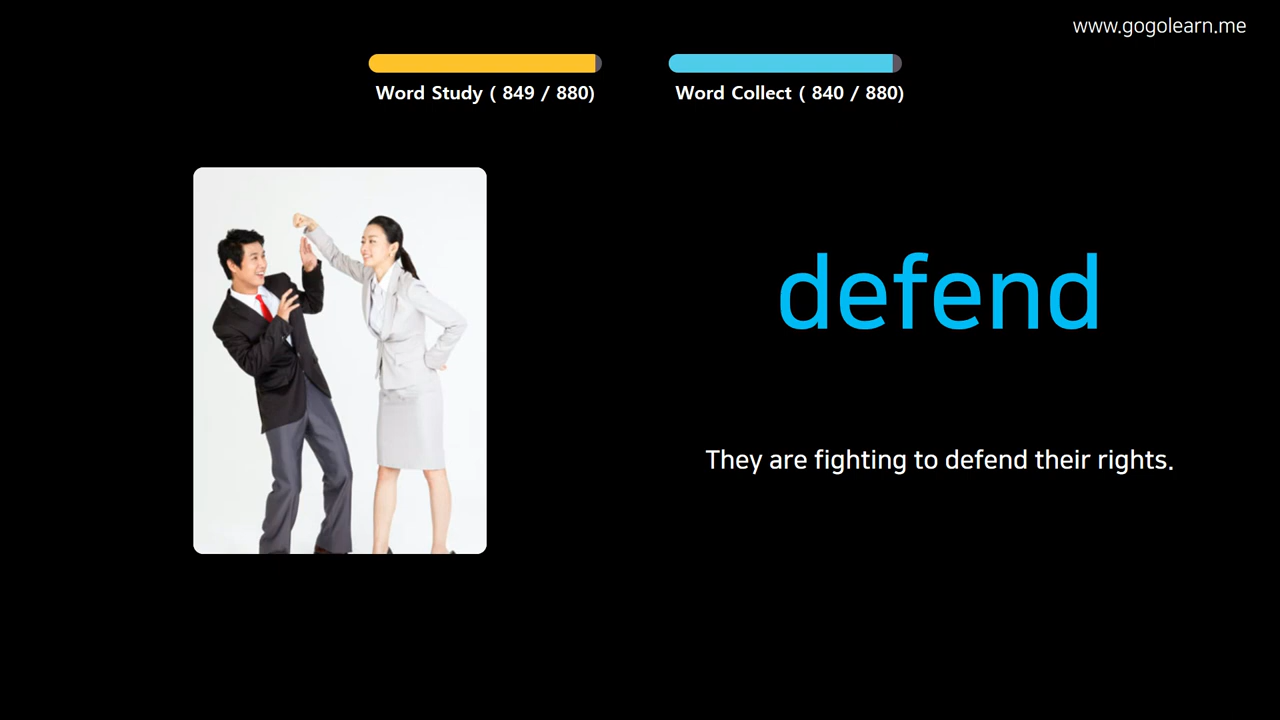 www.gogolearn.me
Word Study ( 849 / 880)
Word Collect ( 840 / 880)
defend
They are fighting to defend their rights.